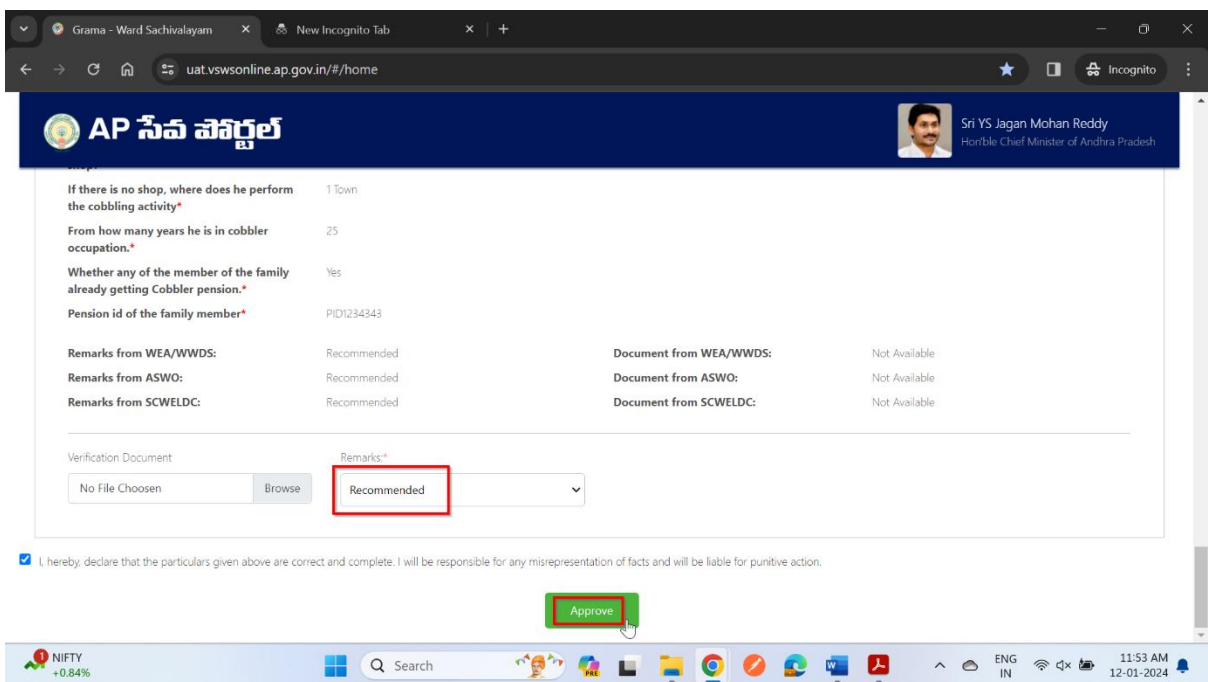 Grama - Ward Sachivalayam
New Incognito Tab
uat.vswsonline.ap.gov.in/#/home
Incognito
AP సేవ పోర్టల్
Sri YS Jagan Mohan Reddy
Hon'ble Chief Minister of Andhra Pradesh
If there is no shop, where does he perform
the cobbling activity*
1 Town
From how many years he is in cobbler
occupation.*
25
Whether any of the member of the family
already getting Cobbler pension.*
Yes
Pension id of the family member*
PID1234343
Remarks from WEA/WWDS:
Recommended
Document from WEA/WWDS:
Not Available
Remarks from ASWO:
Recommended
Document from ASWO:
Not Available
Remarks from SCWELDC:
Recommended
Document from SCWELDC:
Not Available
Verification Document
Remarks:*
No File Choosen
Browse
Recommended
I, hereby, declare that the particulars given above are correct and complete. I will be responsible for any misrepresentation of facts and will be liable for punitive action.
Approve
1
NIFTY
+0.84%
Search
PRE
ENG
IN
11:53 AM
12-01-2024